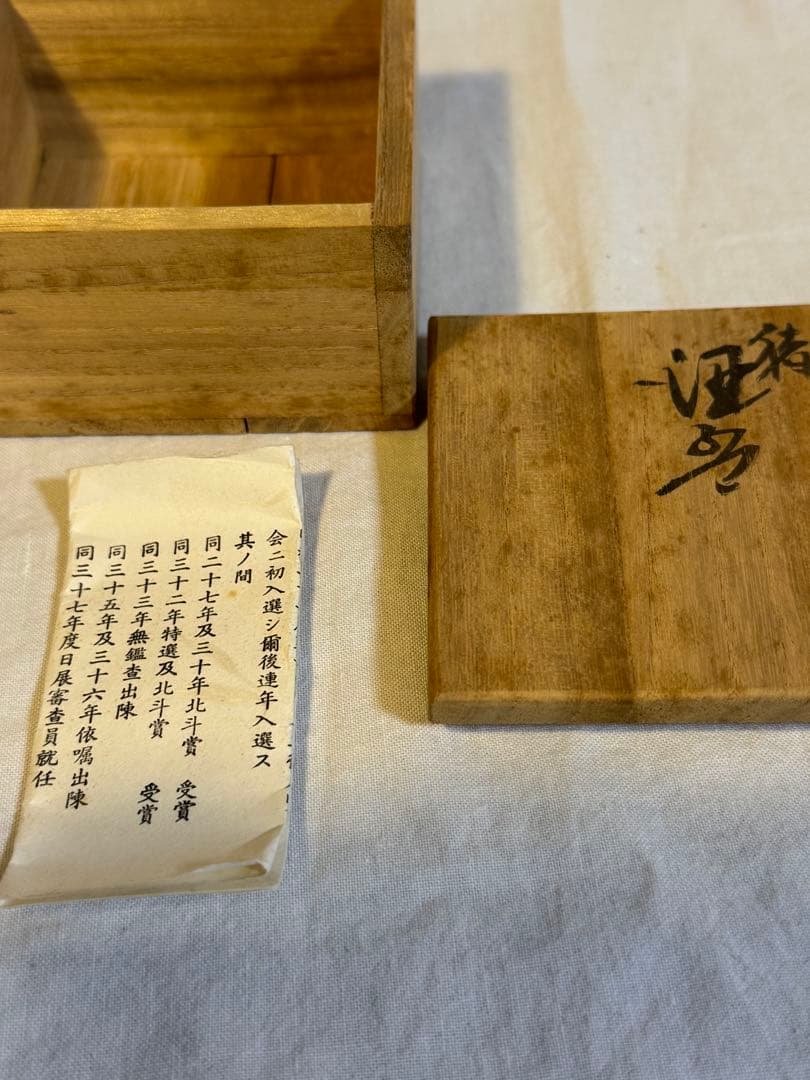 会ニ初入選シ爾後連年入選ス
其ノ間
同二十七年及三十年北斗賞 受賞
同三十二年特選及北斗賞 受賞
同三十三年無鑑査出陳
同三十五年及三十六年依嘱出陳
同三十七年度日展審査員就任
猪
酒器